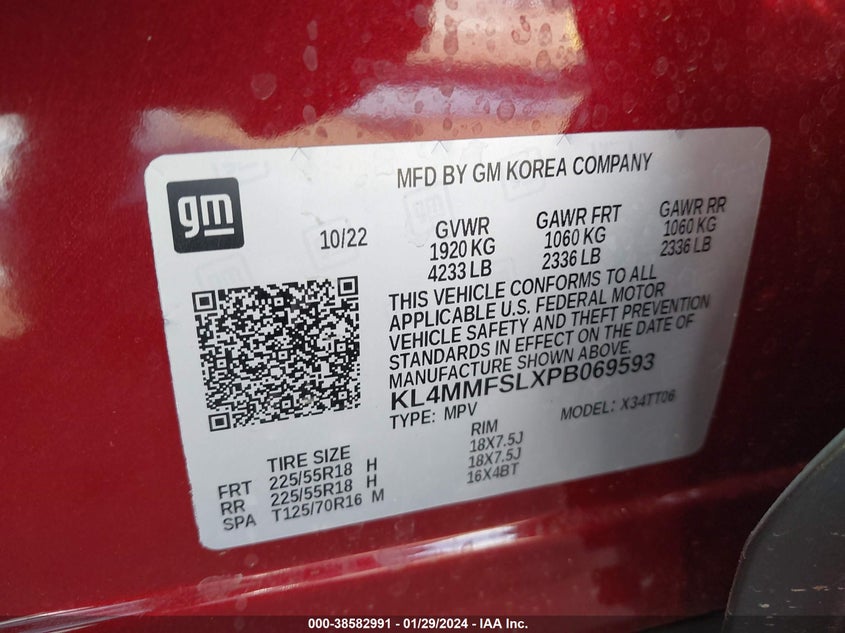 MFD BY GM KOREA COMPANY
gm
10/22
GVWR
1920 KG
4233 LB
GAWR FRT
1060 KG
2336 LB
GAWR RR
1060 KG
2336 LB
THIS VEHICLE CONFORMS TO ALL
APPLICABLE U.S. FEDERAL MOTOR
VEHICLE SAFETY AND THEFT PREVENTION
STANDARDS IN EFFECT ON THE DATE OF
MANUFACTURE SHOWN ABOVE.
KL4MMFSLXPB069593
TYPE: MPV MODEL: X34TT06
TIRE SIZE RIM
FRT 225/55R18 H 18X7.5J
RR 225/55R18 H 18X7.5J
SPA T125/70R16 M 16X4BT
000-38582991 - 01/29/2024 - IAA Inc.